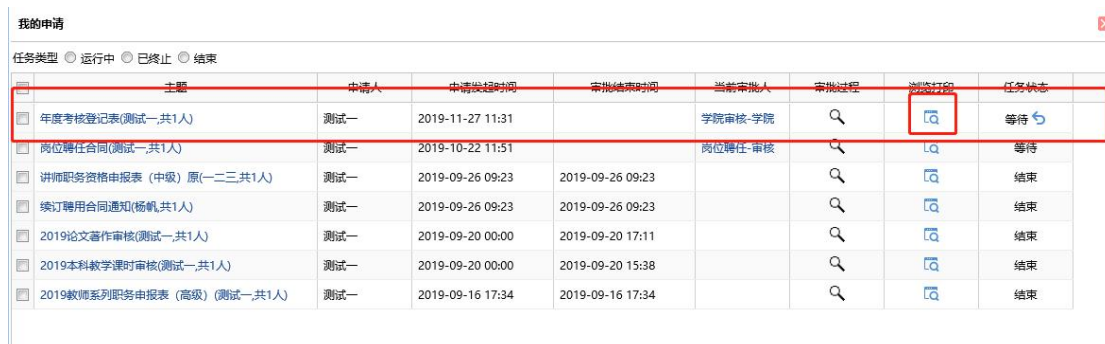 我的申请
任务类型 运行中 已终止 结束
主题 申请人 申请发起时间 审批结束时间 当前审批人 审批过程 浏览打印 任务状态
年度考核登记表(测试一,共1人) 测试一 2019-11-27 11:31 学院审核-学院 等待
岗位聘任合同(测试一,共1人) 测试一 2019-10-22 11:51 岗位聘任-审核 等待
讲师职务资格申报表（中级）原(一二三,共1人) 测试一 2019-09-26 09:23 2019-09-26 09:23 结束
续订聘用合同通知(杨帆,共1人) 测试一 2019-09-26 09:23 2019-09-26 09:23 结束
2019论文著作审核(测试一,共1人) 测试一 2019-09-20 00:00 2019-09-20 17:11 结束
2019本科教学课时审核(测试一,共1人) 测试一 2019-09-20 00:00 2019-09-20 15:38 结束
2019教师系列职务申报表（高级）(测试一,共1人) 测试一 2019-09-16 17:34 2019-09-16 17:34 结束